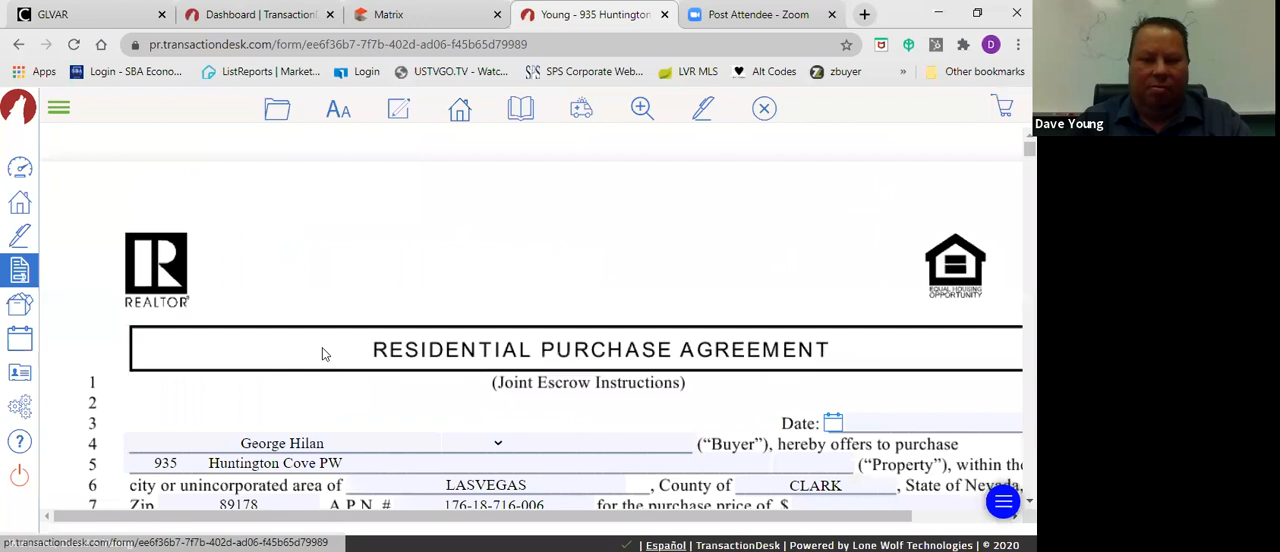 GLVAR
Dashboard | TransactionDesk
Matrix
Young - 935 Huntington
Post Attendee - Zoom
pr.transactiondesk.com/form/ee6f36b7-7f7b-402d-ad06-f45b65d79989
D
Apps
Login - SBA Econo...
ListReports | Market...
Login
USTVGO.TV - Watc...
SPS Corporate Web...
LVR MLS
Alt Codes
zbuyer
»
Other bookmarks
Dave Young
AA
R
REALTOR®
EQUAL HOUSING
OPPORTUNITY
RESIDENTIAL PURCHASE AGREEMENT
1 (Joint Escrow Instructions)
2
3 Date:
4 George Hilan (“Buyer”), hereby offers to purchase
5 935 Huntington Cove PW (“Property”), within the
6 city or unincorporated area of LASVEGAS, County of CLARK, State of Nevada,
7 Zip 89178 A.P.N. # 176-18-716-006 for the purchase price of $
pr.transactiondesk.com/form/ee6f36b7-7f7b-402d-ad06-f45b65d79989
| Español | TransactionDesk | Powered by Lone Wolf Technologies | © 2020